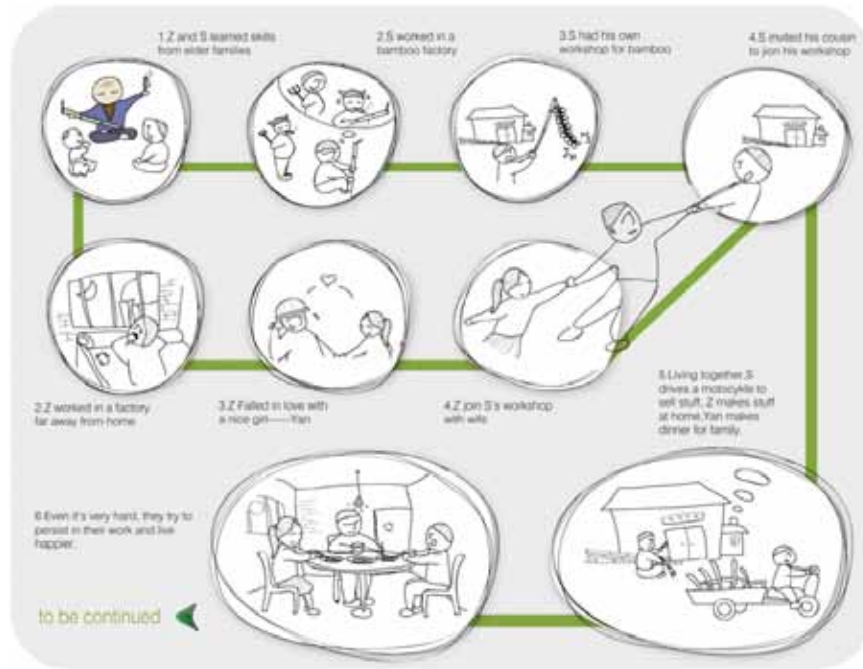 1.Z and S learned skills
from elder families
2.S worked in a
bamboo factory
3.S had his own
workshop for bamboo
4.S invited his cousin
to jion his workshop
2.Z worked in a factory
far away from home
3.Z Falled in love with
a nice girl——Yan
4.Z join S's workshop
with wife
5.Living together,S
drives a motocykle to
sell stuff, Z makes stuff
at home,Yan makes
dinner for family.
6.Even it's very hard, they try to
persist in their work and live
happier.
to be continued